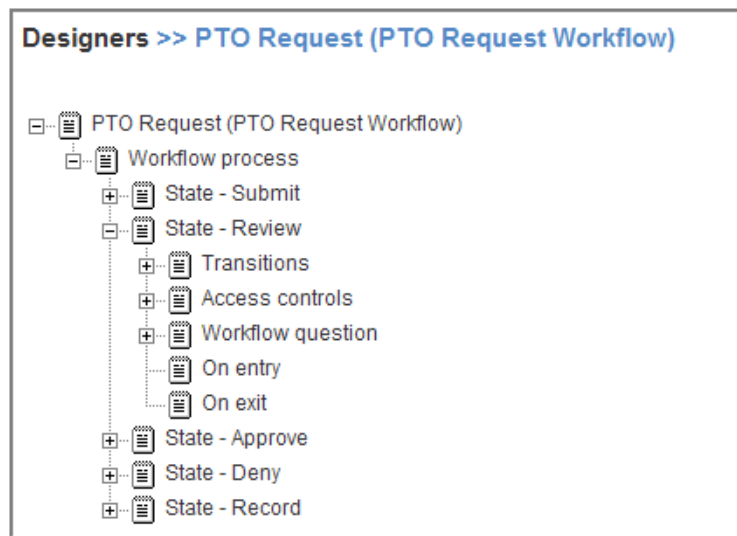 Designers >> PTO Request (PTO Request Workflow)
PTO Request (PTO Request Workflow)
Workflow process
State - Submit
State - Review
Transitions
Access controls
Workflow question
On entry
On exit
State - Approve
State - Deny
State - Record